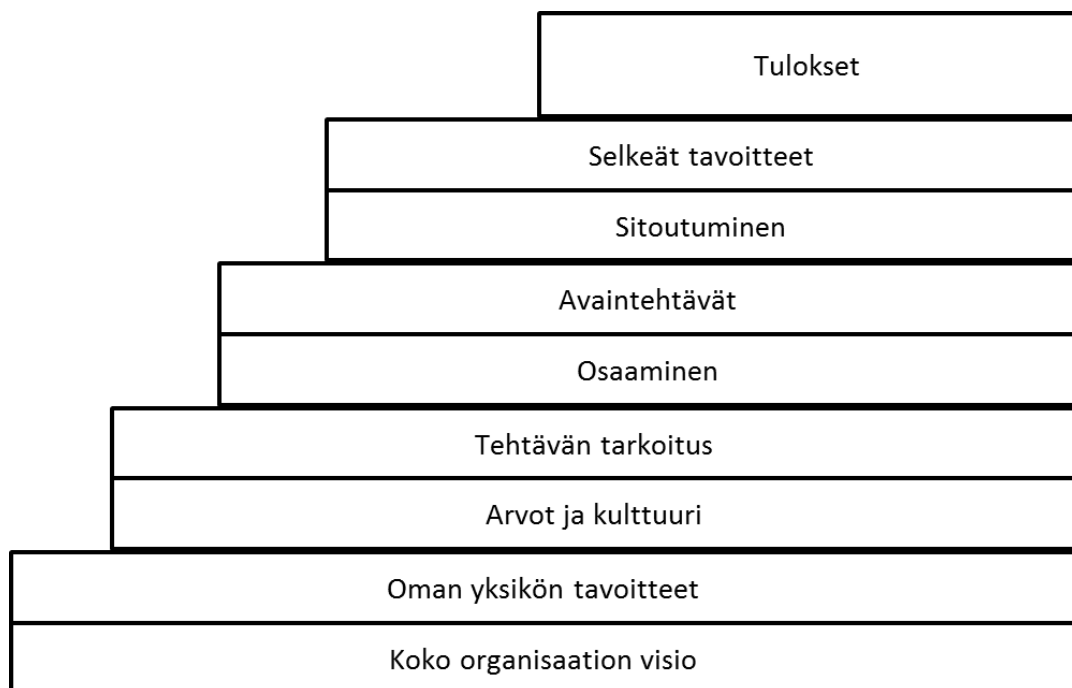 Tulokset
Selkeät tavoitteet
Sitoutuminen
Avaintehtävät
Osaaminen
Tehtävän tarkoitus
Arvot ja kulttuuri
Oman yksikön tavoitteet
Koko organisaation visio